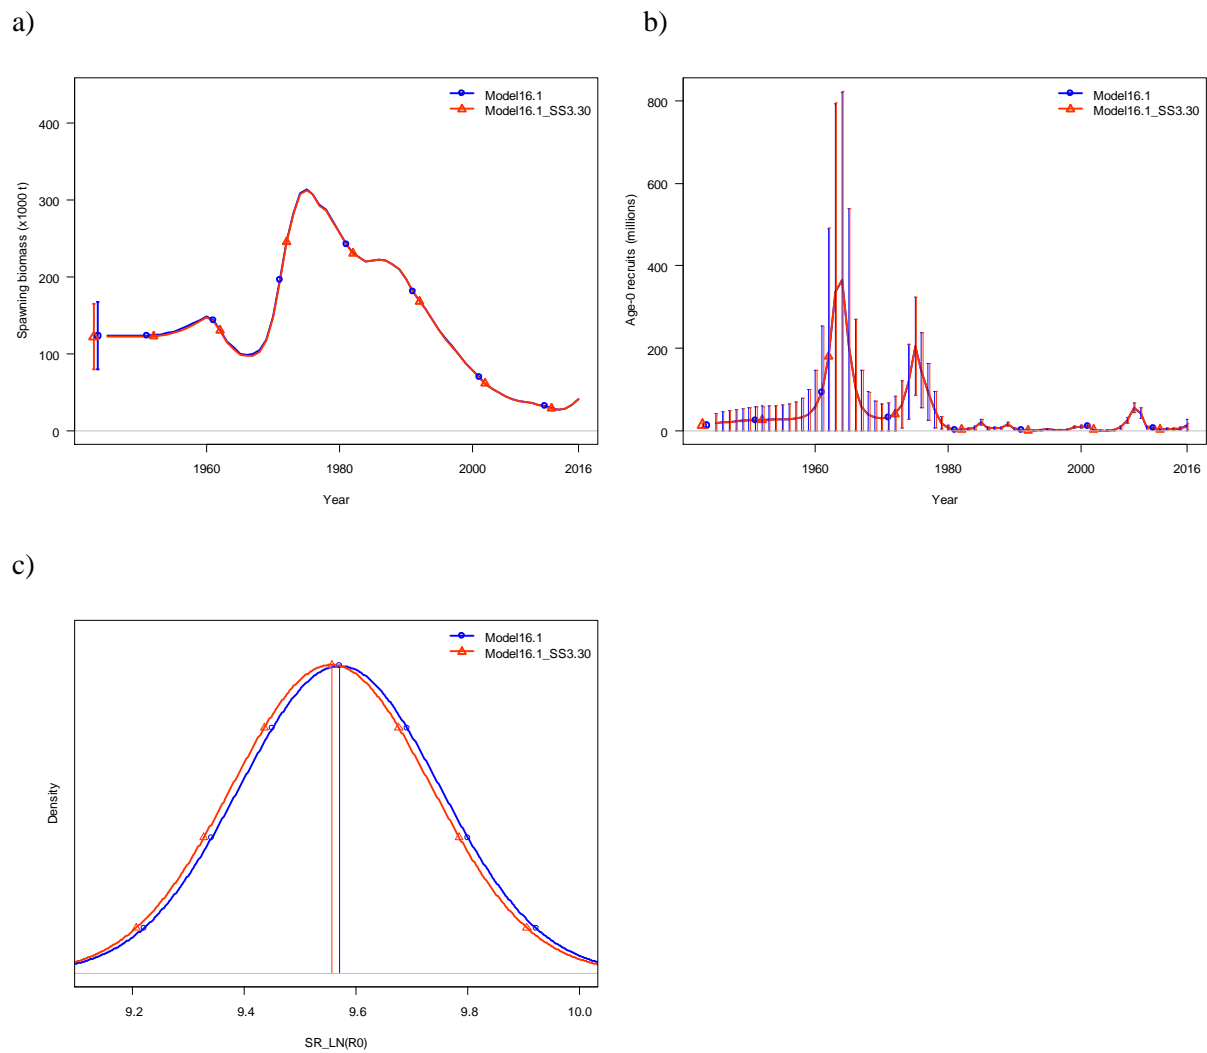 a)
Model16.1
Model16.1_SS3.30
400
300
200
100
0
Spawning biomass (x1000 t)
1960
1980
2000
2016
Year
b)
Model16.1
Model16.1_SS3.30
800
600
400
200
0
Age-0 recruits (millions)
1960
1980
2000
2016
Year
c)
Model16.1
Model16.1_SS3.30
Density
9.2
9.4
9.6
9.8
10.0
SR_LN(R0)